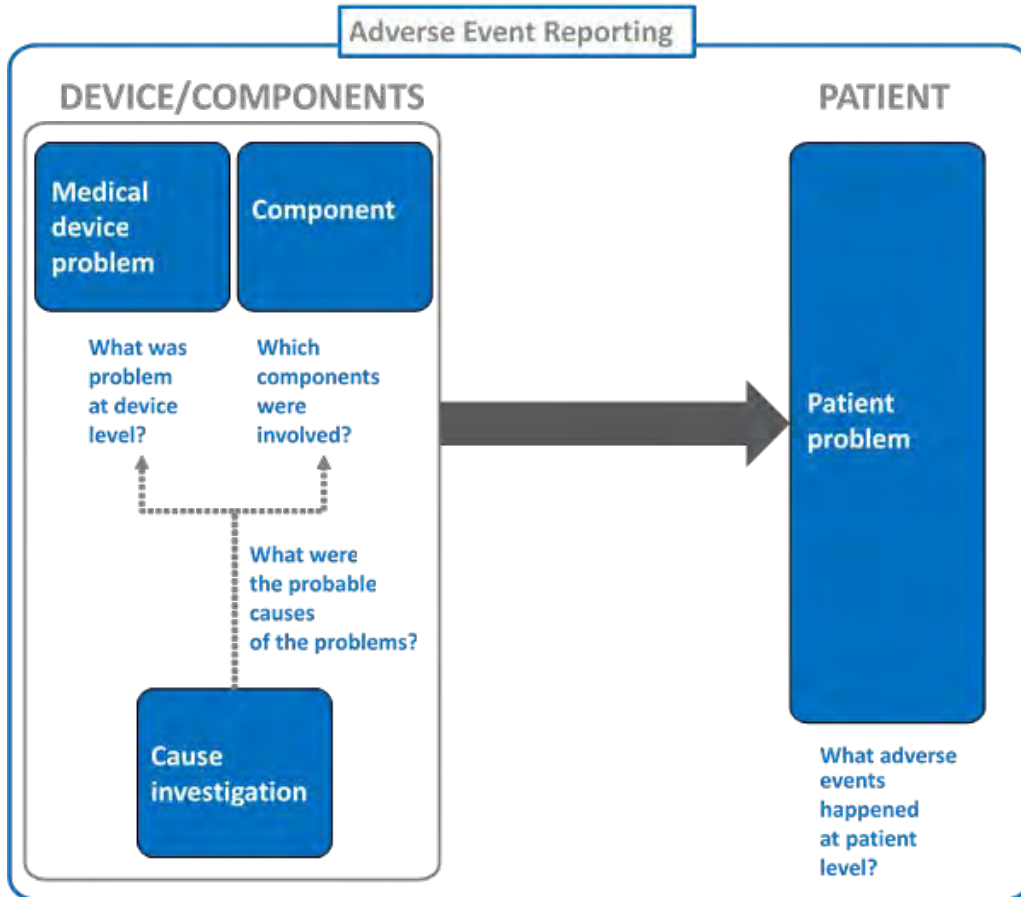 Adverse Event Reporting
DEVICE/COMPONENTS
PATIENT
Medical
device
problem
Component
What was
problem
at device
level?
Which
components
were
involved?
What were
the probable
causes
of the problems?
Cause
investigation
Patient
problem
What adverse
events
happened
at patient
level?